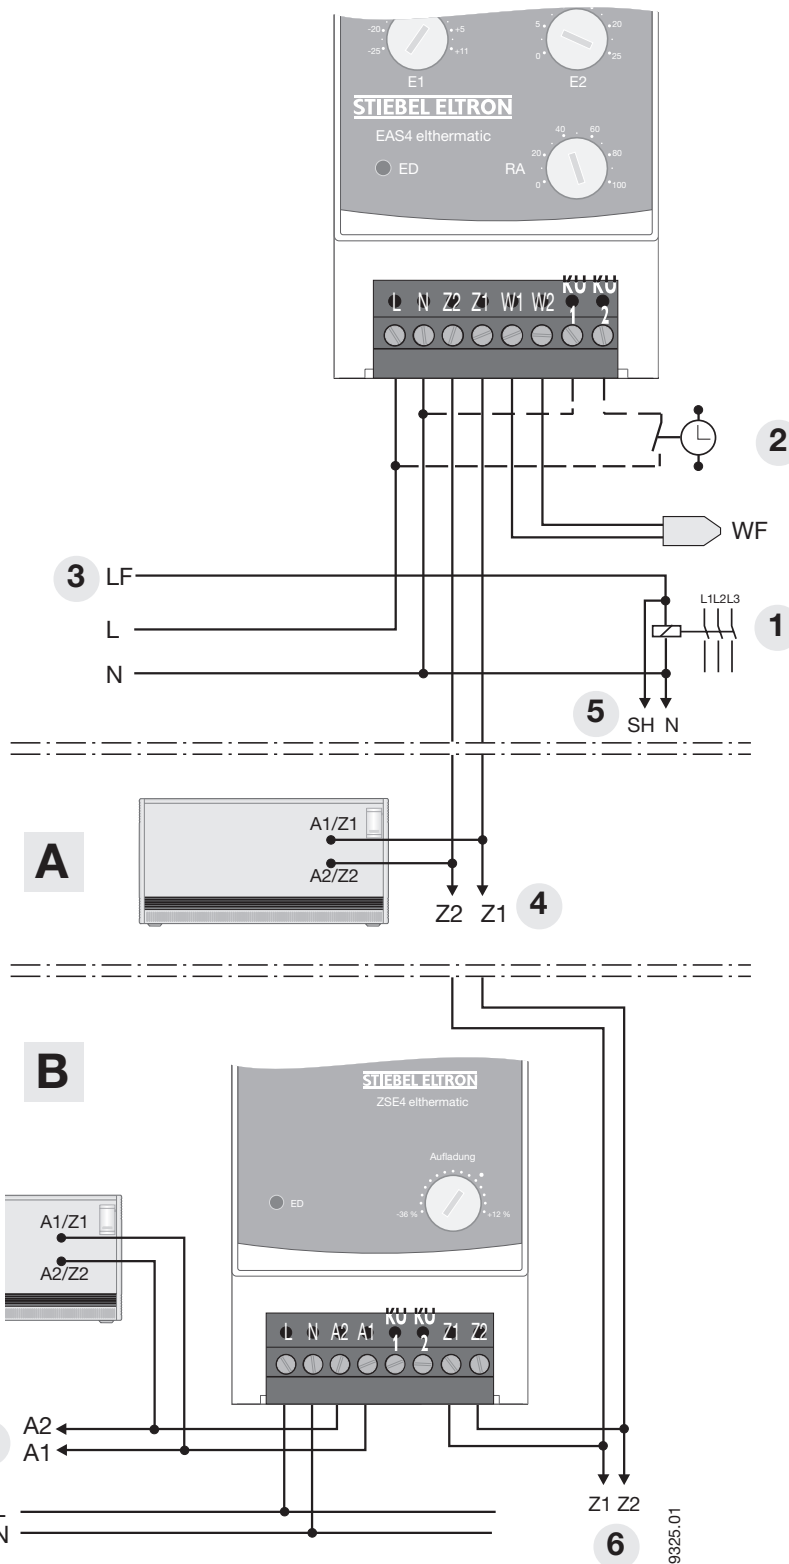 -20 +5 5 20
-25 +11 0 25
E1 E2
STIEBEL ELTRON
EAS4 elthermatic
40 60
20 80
ED RA
0 100
L N Z2 Z1 W1 W2 KU 1 KU 2
2
WF
3 LF
L1L2L3
L
1
N
5 SH N
A1/Z1
A
A2/Z2
Z2 Z1 4
B
STIEBEL ELTRON
ZSE4 elthermatic
Aufladung
ED
-36 % +12 %
A1/Z1
A2/Z2
L N A2 A1 KU 1 KU 2 Z1 Z2
A2
A1
Z1 Z2
N
6
9325.01